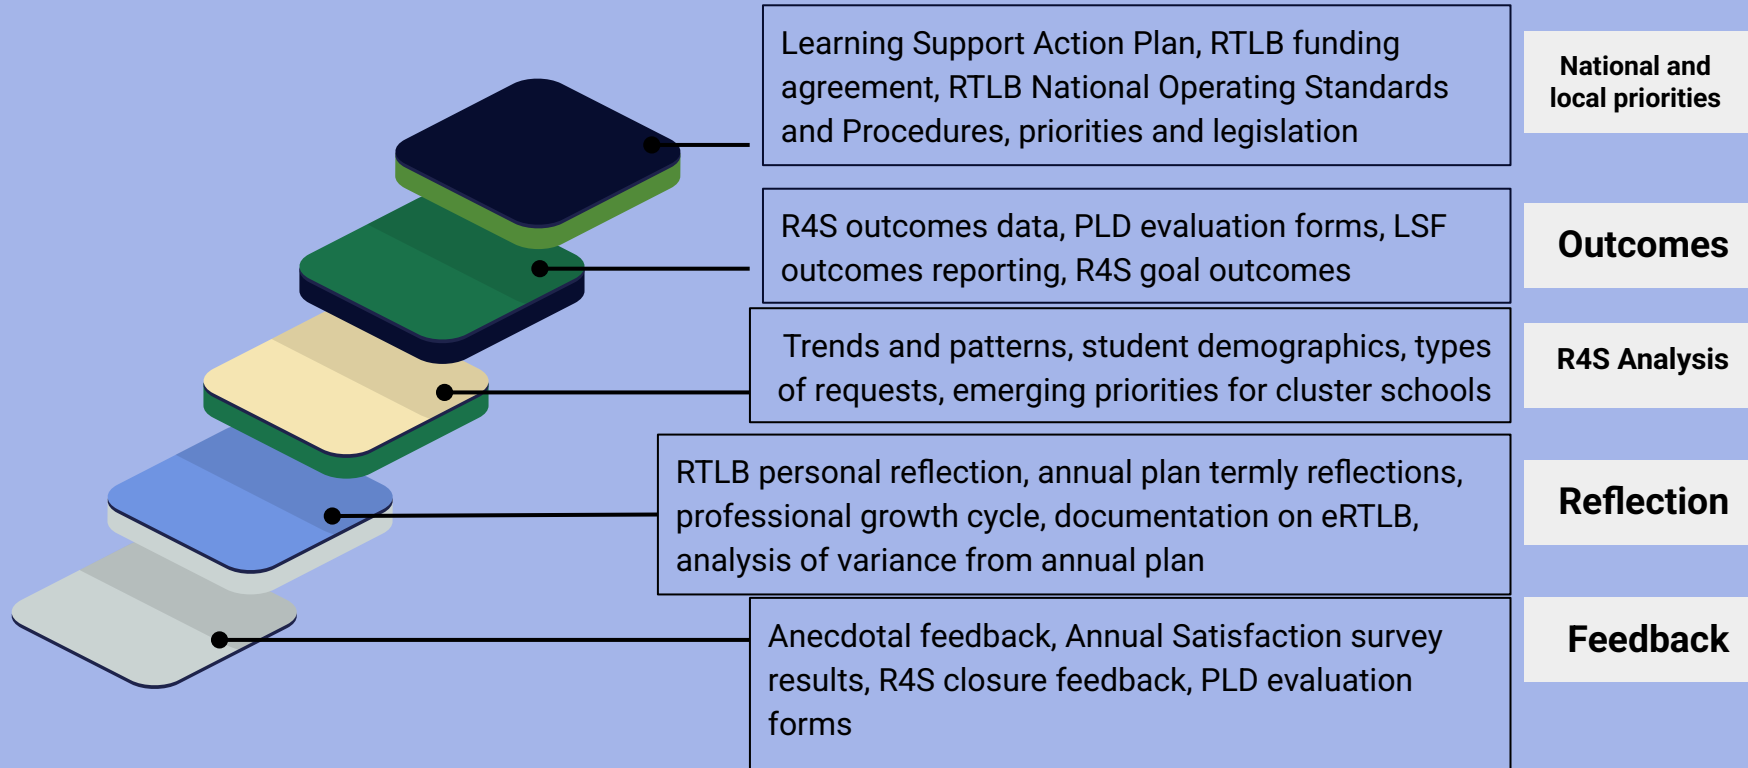 Learning Support Action Plan, RTLB funding
agreement, RTLB National Operating Standards
and Procedures, priorities and legislation
National and
local priorities
R4S outcomes data, PLD evaluation forms, LSF
outcomes reporting, R4S goal outcomes
Outcomes
Trends and patterns, student demographics, types
of requests, emerging priorities for cluster schools
R4S Analysis
RTLB personal reflection, annual plan termly reflections,
professional growth cycle, documentation on eRTLB,
analysis of variance from annual plan
Reflection
Anecdotal feedback, Annual Satisfaction survey
results, R4S closure feedback, PLD evaluation
forms
Feedback